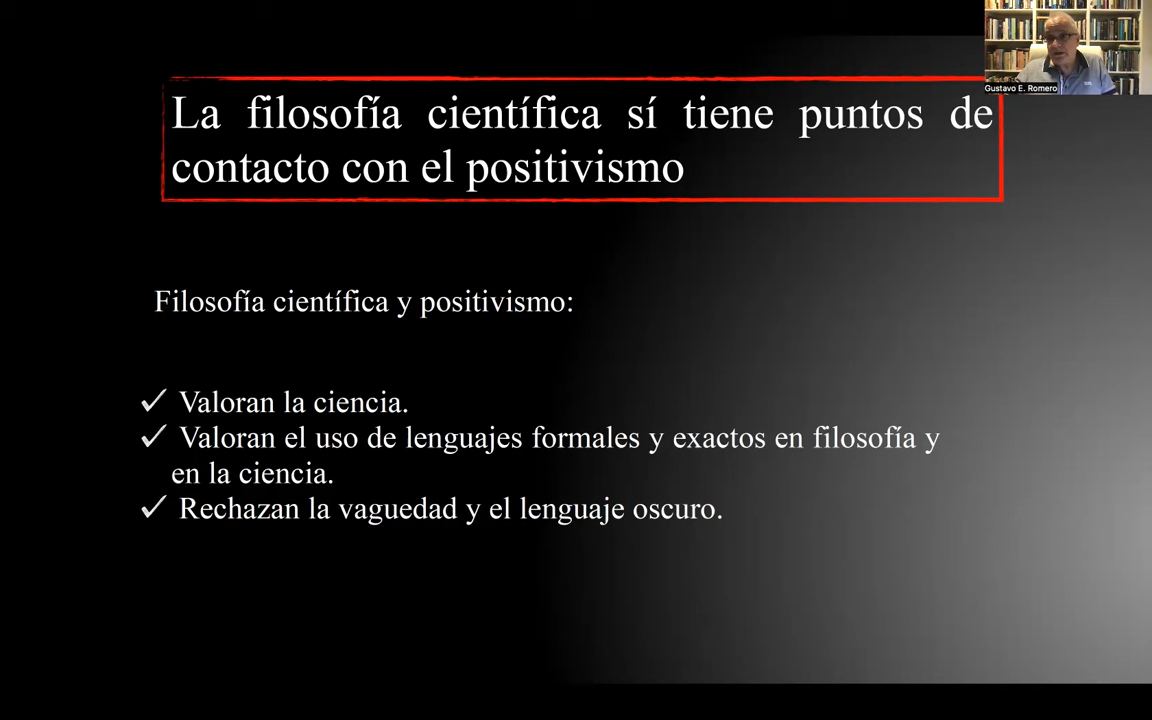 La filosofía científica sí tiene puntos de
contacto con el positivismo
Gustavo E. Romero
Filosofía científica y positivismo:
✓ Valoran la ciencia.
✓ Valoran el uso de lenguajes formales y exactos en filosofía y
en la ciencia.
✓ Rechazan la vaguedad y el lenguaje oscuro.